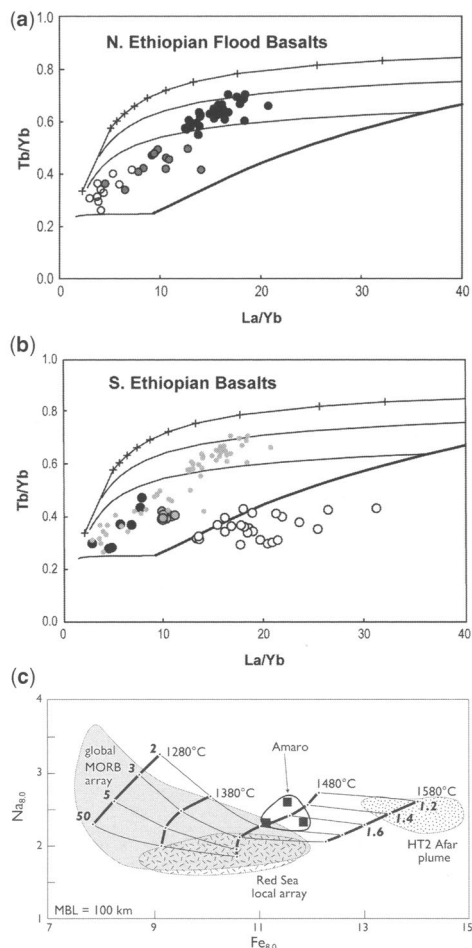 (a)
N. Ethiopian Flood Basalts
Tb/Yb
1.0
0.8
0.6
0.4
0.2
0.0
0 10 20 30 40
La/Yb
(b)
S. Ethiopian Basalts
Tb/Yb
1.0
0.8
0.6
0.4
0.2
0.0
0 10 20 30 40
La/Yb
(c)
Na8.0
4
3
2
1
global
MORB
array
2
3
5
50
1280°C
1380°C
Amaro
1480°C
1580°C
1.2
1.4
1.6
HT2 Afar
plume
Red Sea
local array
MBL = 100 km
7 9 11 13 15
Fe8.0